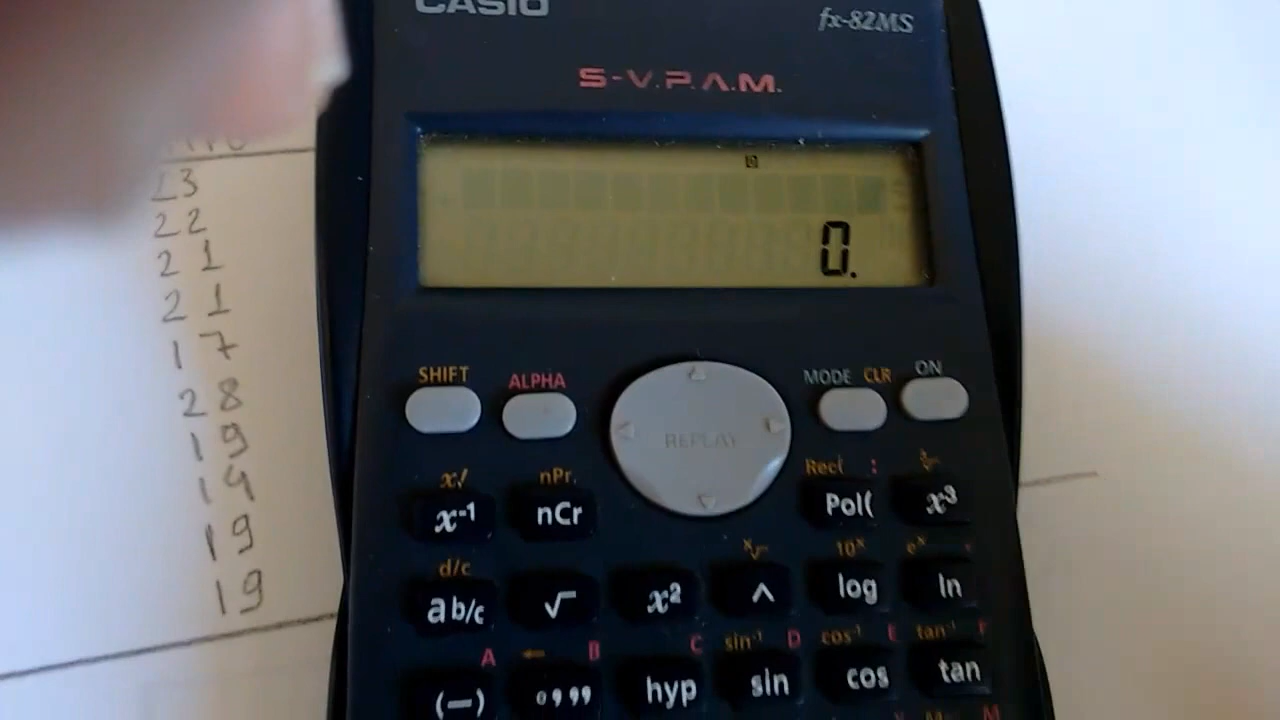 CASIO
fx-82MS
S-V.P.A.M.
D
0.
23
22
21
21
17
28
19
19
19
SHIFT ALPHA MODE CLR ON
REPLAY
x! nPr Rec( : ³√
x⁻¹ nCr Pol( x³
d/c ˣ√ 10ˣ eˣ
a b/c √ x² ^ log ln
A ← B C sin⁻¹ D cos⁻¹ E tan⁻¹ F
(−) °,,, hyp sin cos tan
M